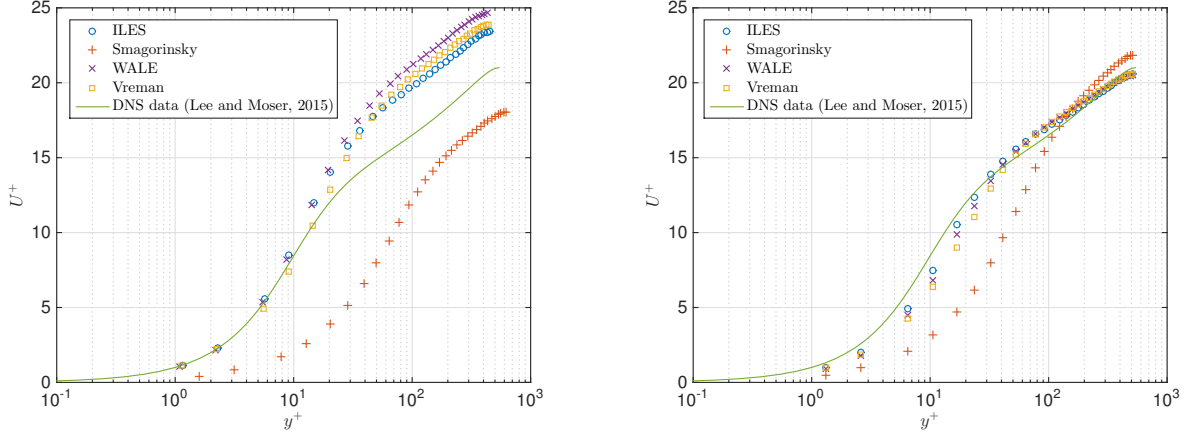 25
20
15
10
5
0
U⁺
10⁻¹ 10⁰ 10¹ 10² 10³
y⁺
ILES
Smagorinsky
WALE
Vreman
DNS data (Lee and Moser, 2015)
25
20
15
10
5
0
U⁺
10⁻¹ 10⁰ 10¹ 10² 10³
y⁺
ILES
Smagorinsky
WALE
Vreman
DNS data (Lee and Moser, 2015)